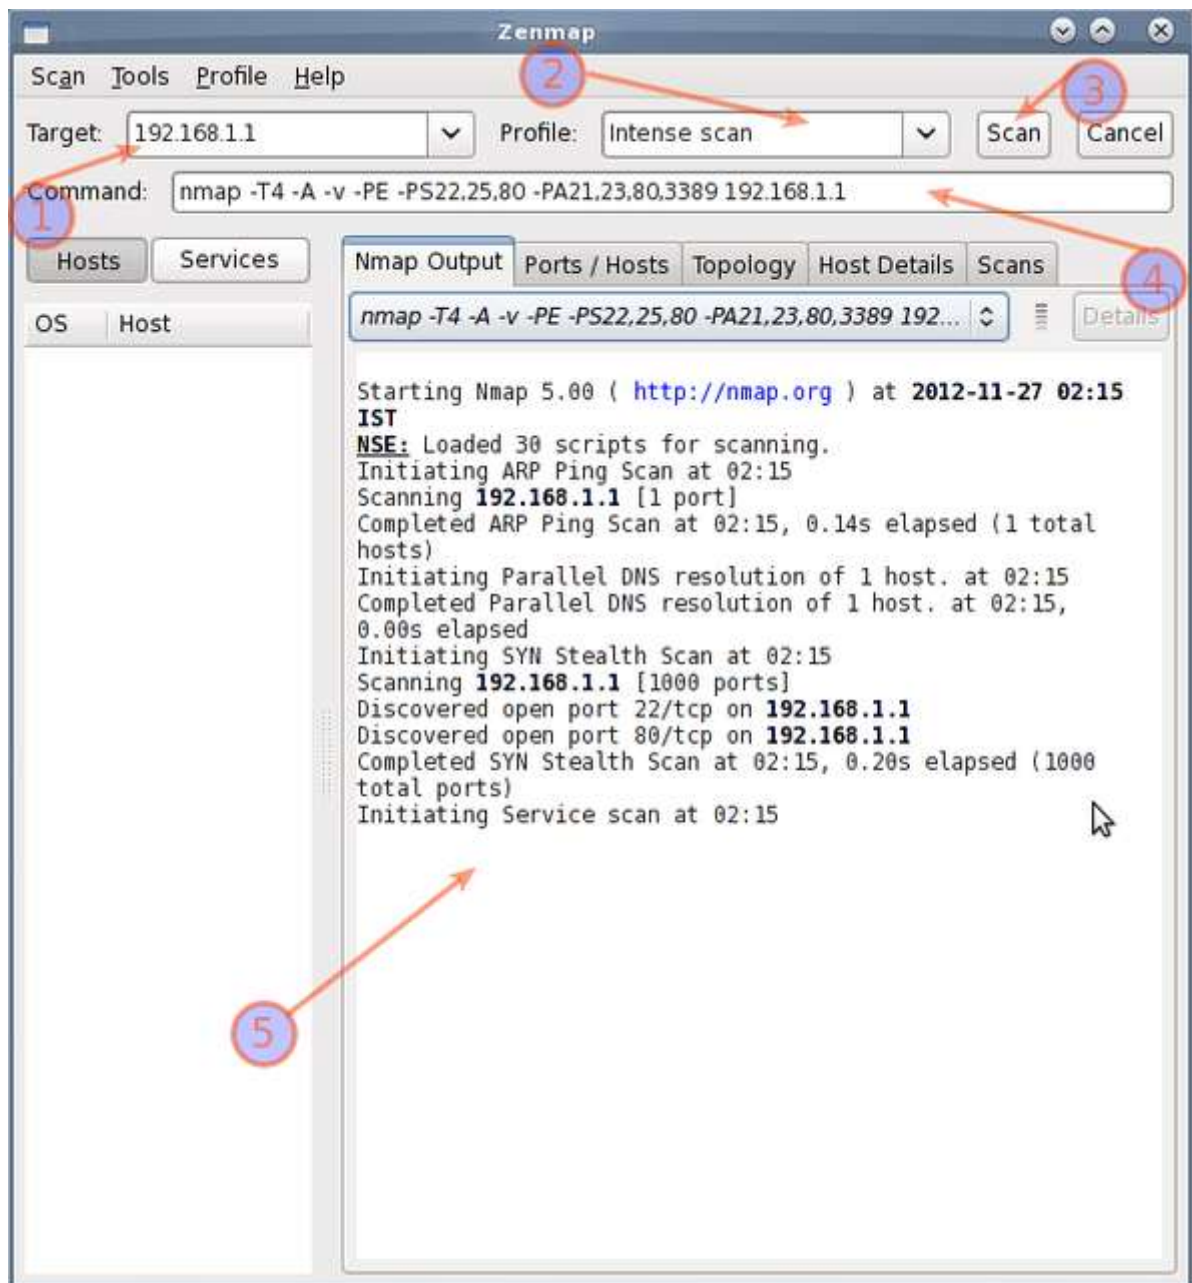 Zenmap
2
Scan Tools Profile Help
3
Target: 192.168.1.1 Profile: Intense scan Scan Cancel
Command: nmap -T4 -A -v -PE -PS22,25,80 -PA21,23,80,3389 192.168.1.1
1
Hosts Services
Nmap Output Ports / Hosts Topology Host Details Scans
4
OS Host
nmap -T4 -A -v -PE -PS22,25,80 -PA21,23,80,3389 192... Details
Starting Nmap 5.00 ( http://nmap.org ) at 2012-11-27 02:15
IST
NSE: Loaded 30 scripts for scanning.
Initiating ARP Ping Scan at 02:15
Scanning 192.168.1.1 [1 port]
Completed ARP Ping Scan at 02:15, 0.14s elapsed (1 total
hosts)
Initiating Parallel DNS resolution of 1 host. at 02:15
Completed Parallel DNS resolution of 1 host. at 02:15,
0.00s elapsed
Initiating SYN Stealth Scan at 02:15
Scanning 192.168.1.1 [1000 ports]
Discovered open port 22/tcp on 192.168.1.1
Discovered open port 80/tcp on 192.168.1.1
Completed SYN Stealth Scan at 02:15, 0.20s elapsed (1000
total ports)
Initiating Service scan at 02:15
5